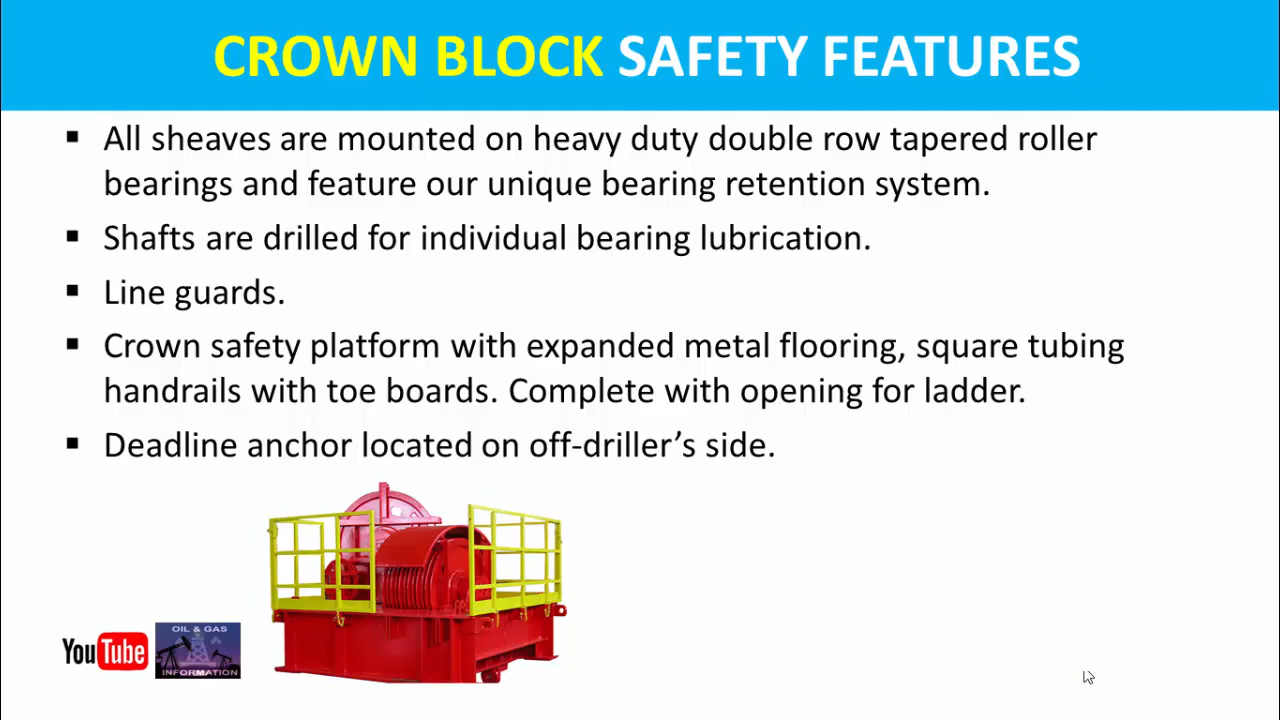 CROWN BLOCK SAFETY FEATURES
▪ All sheaves are mounted on heavy duty double row tapered roller
bearings and feature our unique bearing retention system.
▪ Shafts are drilled for individual bearing lubrication.
▪ Line guards.
▪ Crown safety platform with expanded metal flooring, square tubing
handrails with toe boards. Complete with opening for ladder.
▪ Deadline anchor located on off-driller’s side.
YouTube
OIL & GAS
INFORMATION